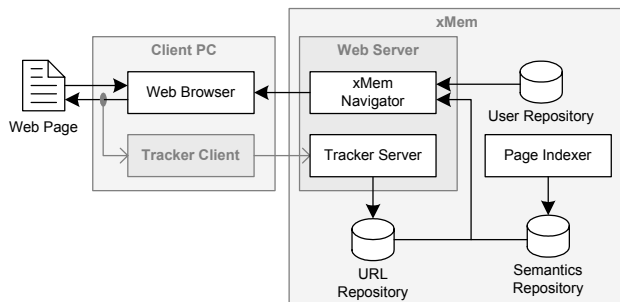 xMem
Client PC
Web Server
Web Browser
xMem
Navigator
Web Page
User Repository
Tracker Client
Tracker Server
Page Indexer
URL
Repository
Semantics
Repository